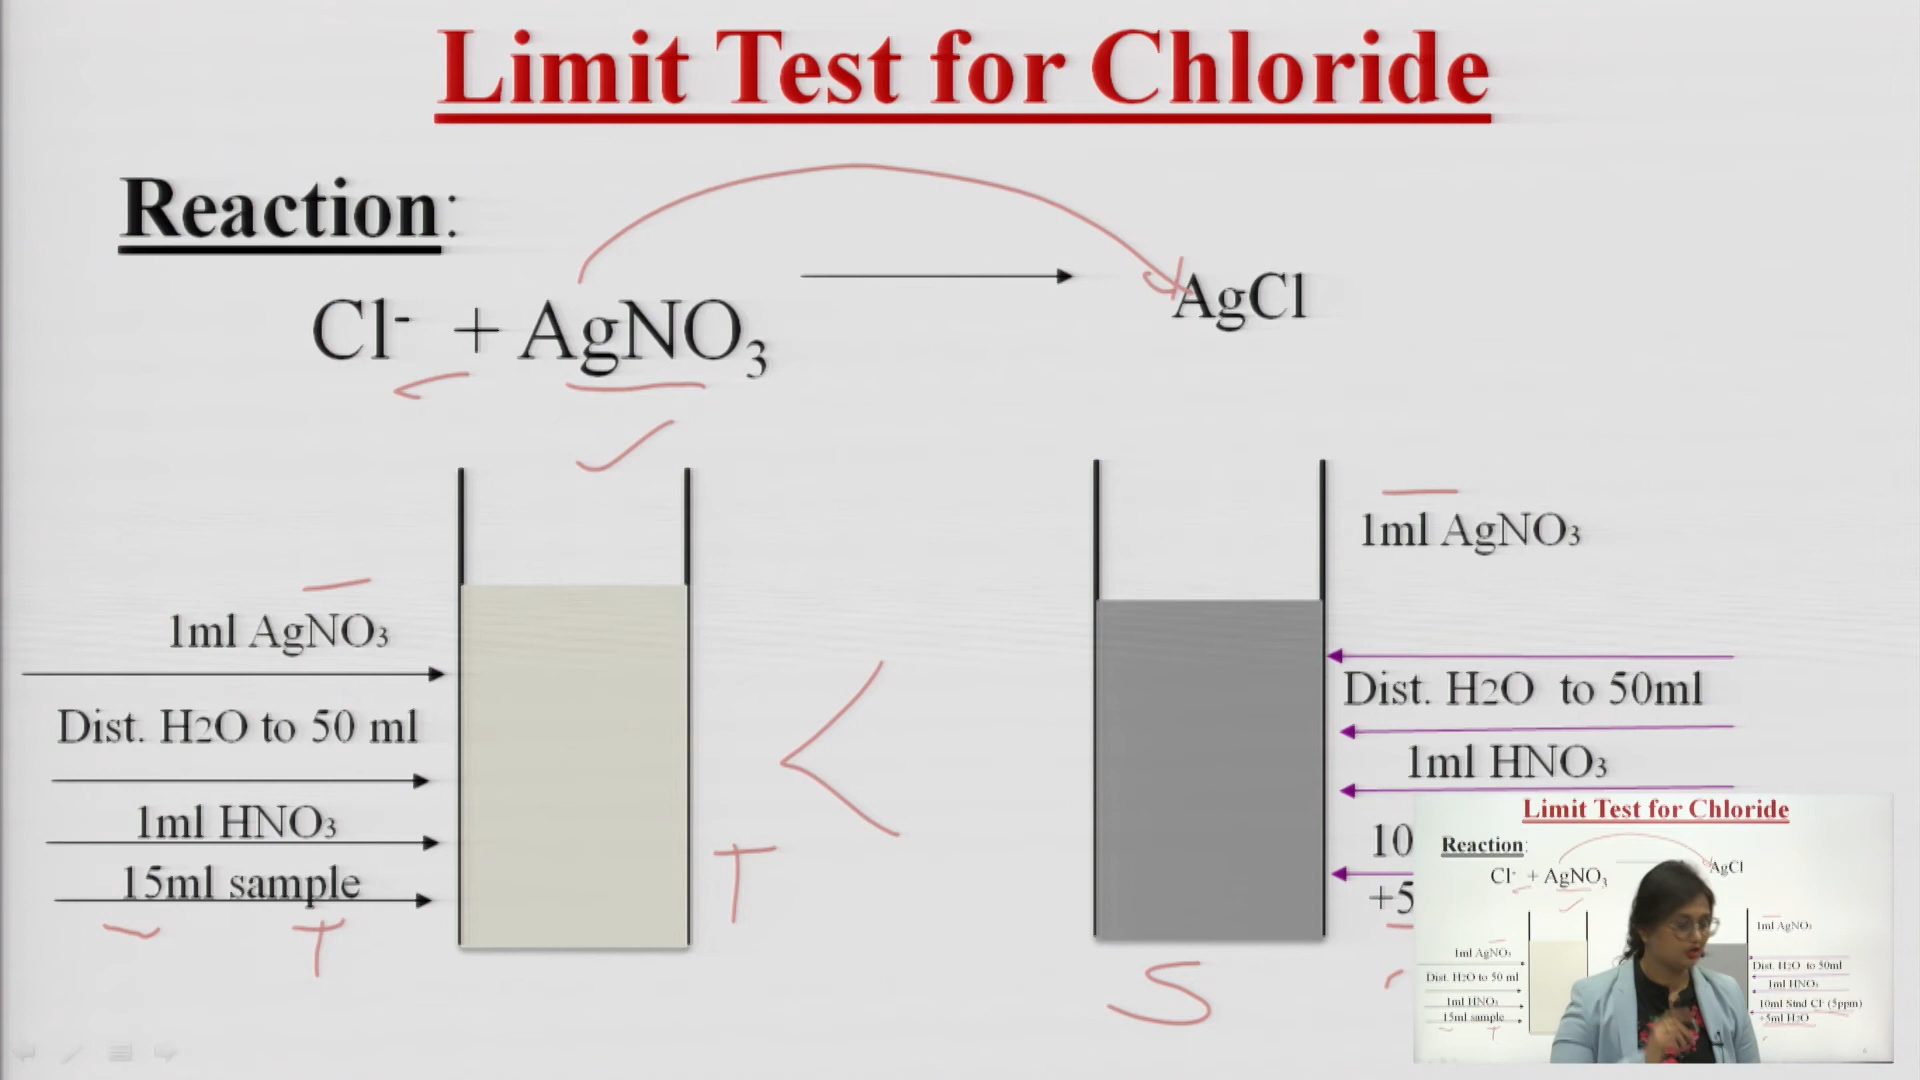 Limit Test for Chloride
Reaction:
Cl⁻ + AgNO₃ AgCl
1ml AgNO₃
Dist. H₂O to 50 ml
1ml HNO₃
15ml sample
T
T
<
S
1ml AgNO₃
Dist. H₂O to 50ml
1ml HNO₃
10
+5
Limit Test for Chloride
Reaction:
Cl⁻ + AgNO₃ AgCl
1ml AgNO₃
Dist. H₂O to 50 ml
1ml HNO₃
15ml sample
T
1ml AgNO₃
Dist. H₂O to 50ml
1ml HNO₃
10ml Stnd Cl⁻ (5ppm)
+5ml H₂O